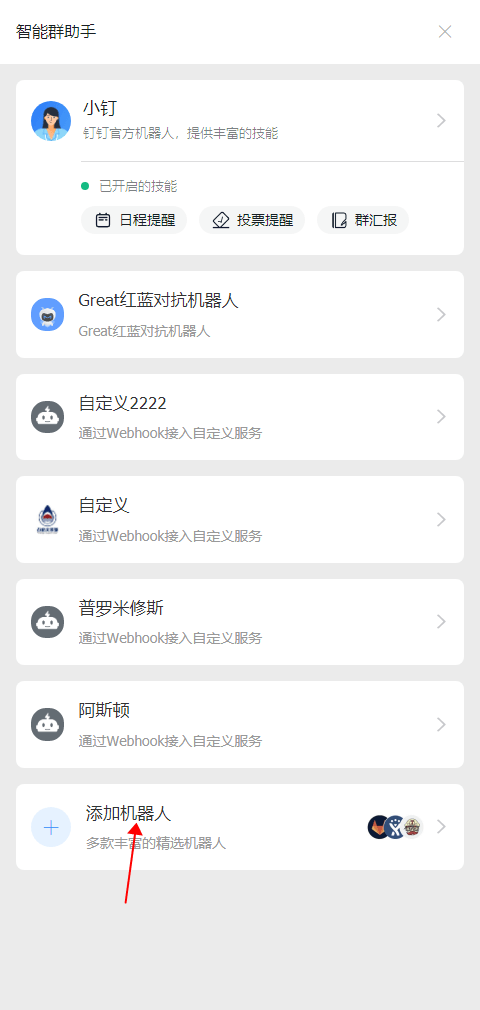 智能群助手
小钉
钉钉官方机器人，提供丰富的技能
已开启的技能
日程提醒 投票提醒 群汇报
Great红蓝对抗机器人
Great红蓝对抗机器人
自定义2222
通过Webhook接入自定义服务
自定义
通过Webhook接入自定义服务
普罗米修斯
通过Webhook接入自定义服务
阿斯顿
通过Webhook接入自定义服务
添加机器人
多款丰富的精选机器人